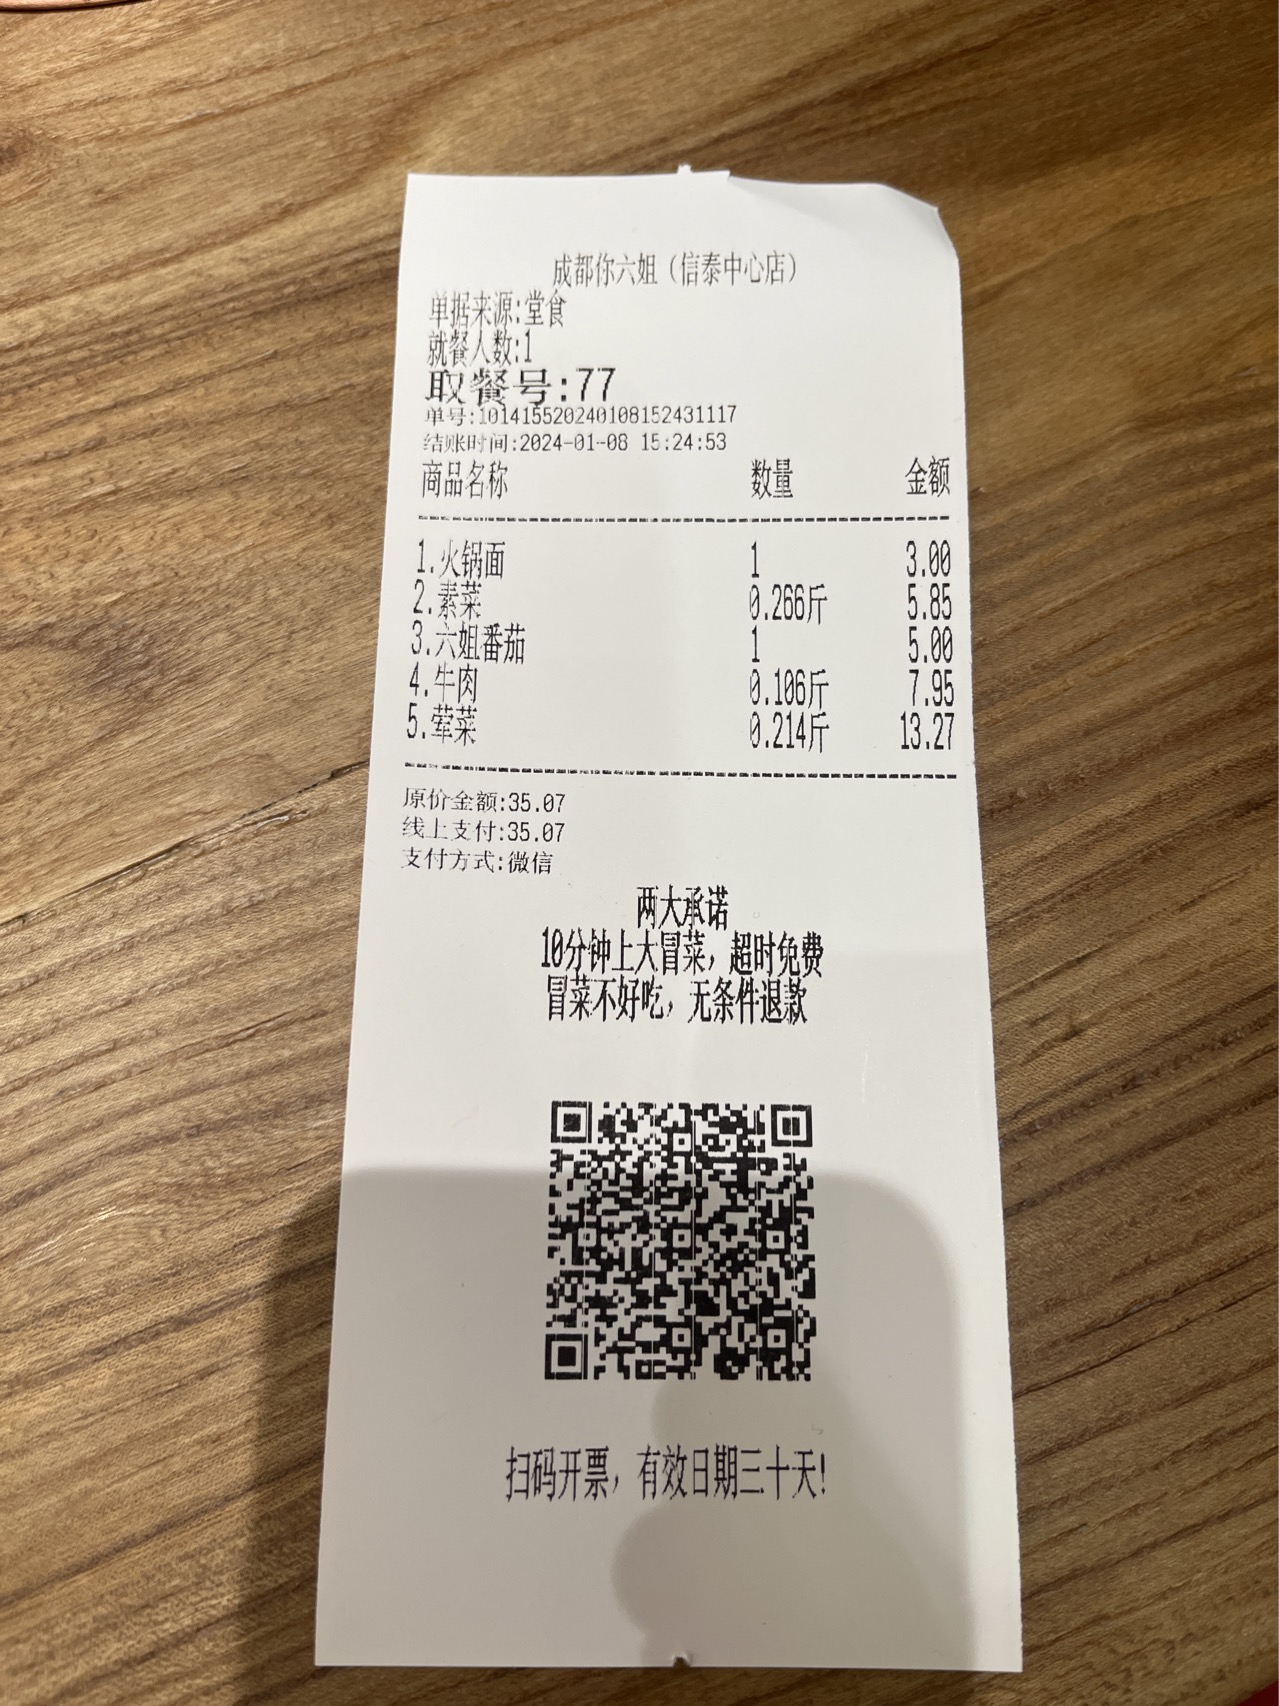 成都你六姐（信泰中心店）
单据来源:堂食
就餐人数:1
取餐号:77
单号:10141552024010815243​1117
结账时间:2024-01-08 15:24:53
商品名称 数量 金额
1.火锅面 1 3.00
2.素菜 0.266斤 5.85
3.六姐番茄 1 5.00
4.牛肉 0.106斤 7.95
5.荤菜 0.214斤 13.27
原价金额:35.07
线上支付:35.07
支付方式:微信
两大承诺
10分钟上大冒菜，超时免费
冒菜不好吃，无条件退款
扫码开票，有效日期三十天!